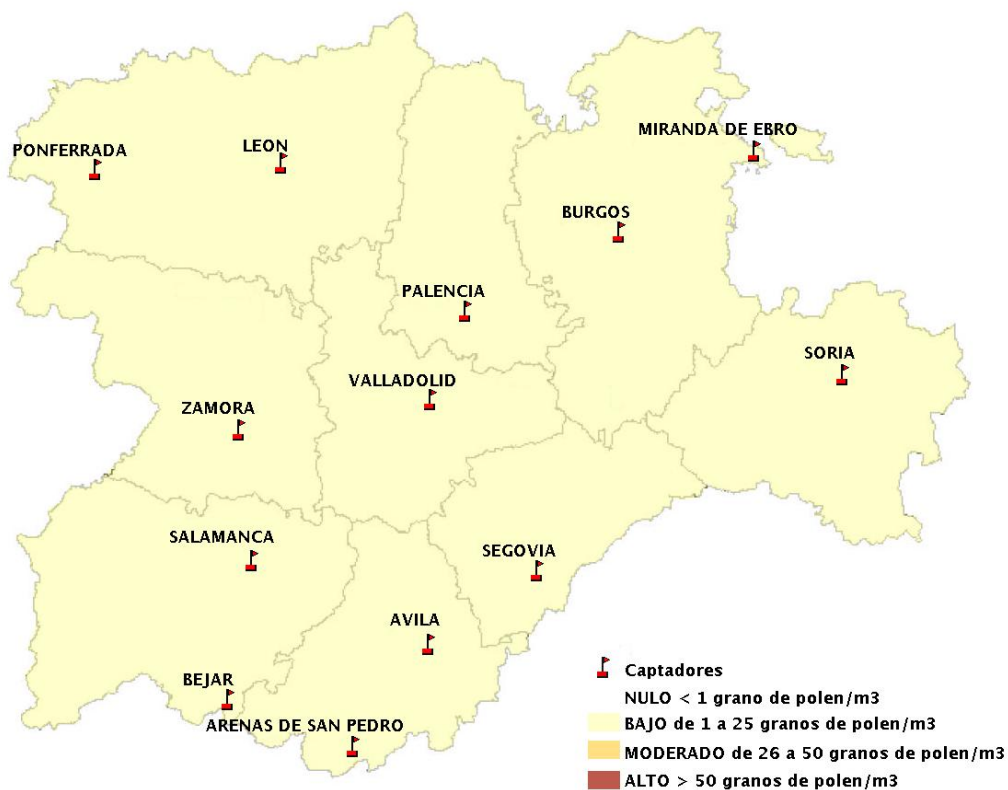 MIRANDA DE EBRO
PONFERRADA
LEON
BURGOS
PALENCIA
SORIA
VALLADOLID
ZAMORA
SALAMANCA
SEGOVIA
AVILA
BEJAR
ARENAS DE SAN PEDRO
Captadores
NULO < 1 grano de polen/m3
BAJO de 1 a 25 granos de polen/m3
MODERADO de 26 a 50 granos de polen/m3
ALTO > 50 granos de polen/m3